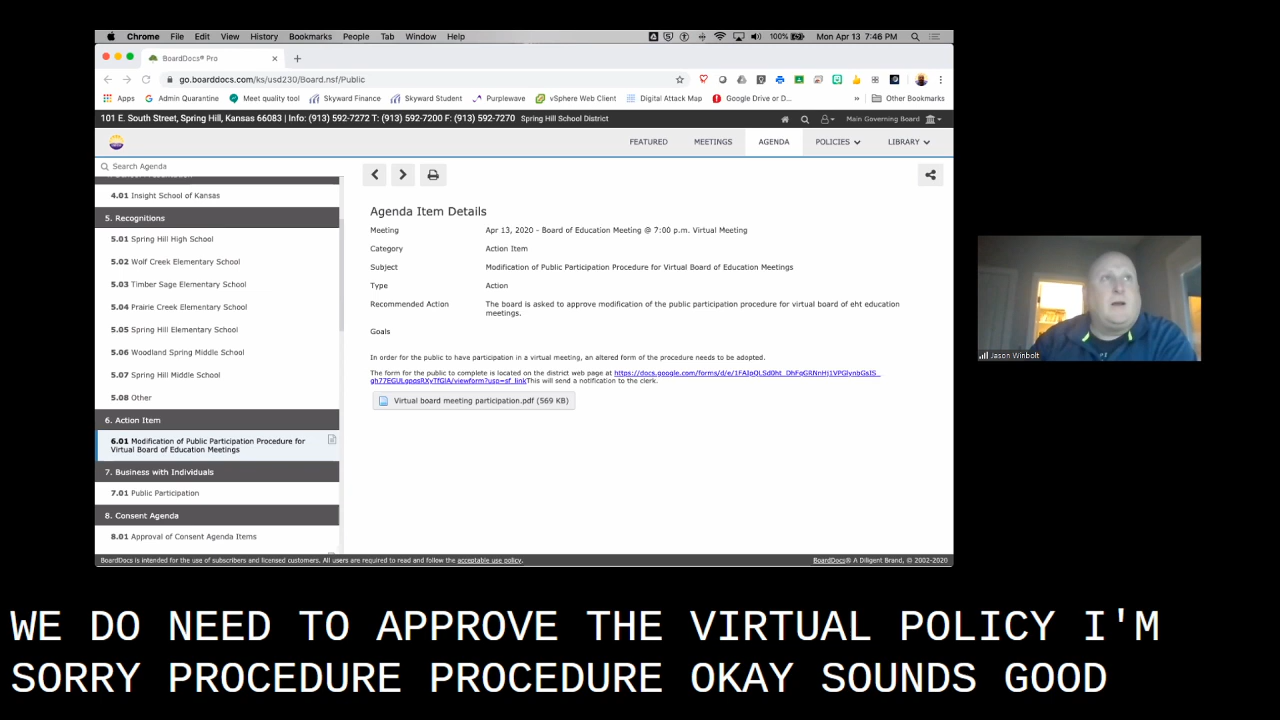 Chrome File Edit View History Bookmarks People Tab Window Help 100% Mon Apr 13 7:46 PM
BoardDocs® Pro
go.boarddocs.com/ks/usd230/Board.nsf/Public
Apps Admin Quarantine Meet quality tool Skyward Finance Skyward Student Purplewave vSphere Web Client Digital Attack Map Google Drive or D... » Other Bookmarks
101 E. South Street, Spring Hill, Kansas 66083 | Info: (913) 592-7272 T: (913) 592-7200 F: (913) 592-7270 Spring Hill School District Main Governing Board
FEATURED MEETINGS AGENDA POLICIES LIBRARY
Search Agenda
4.01 Insight School of Kansas
5. Recognitions
5.01 Spring Hill High School
5.02 Wolf Creek Elementary School
5.03 Timber Sage Elementary School
5.04 Prairie Creek Elementary School
5.05 Spring Hill Elementary School
5.06 Woodland Spring Middle School
5.07 Spring Hill Middle School
5.08 Other
6. Action Item
6.01 Modification of Public Participation Procedure for
Virtual Board of Education Meetings
7. Business with Individuals
7.01 Public Participation
8. Consent Agenda
8.01 Approval of Consent Agenda Items
Agenda Item Details
Meeting Apr 13, 2020 - Board of Education Meeting @ 7:00 p.m. Virtual Meeting
Category Action Item
Subject Modification of Public Participation Procedure for Virtual Board of Education Meetings
Type Action
Recommended Action The board is asked to approve modification of the public participation procedure for virtual board of eht education
meetings.
Goals
In order for the public to have participation in a virtual meeting, an altered form of the procedure needs to be adopted.
The form for the public to complete is located on the district web page at
This will send a notification to the clerk.
Virtual board meeting participation.pdf (569 KB)
BoardDocs is intended for the use of subscribers and licensed customers. All users are required to read and follow the acceptable use policy. BoardDocs® A Diligent Brand, © 2002-2020
Jason Winbolt
WE DO NEED TO APPROVE THE VIRTUAL POLICY I'M
SORRY PROCEDURE PROCEDURE OKAY SOUNDS GOOD